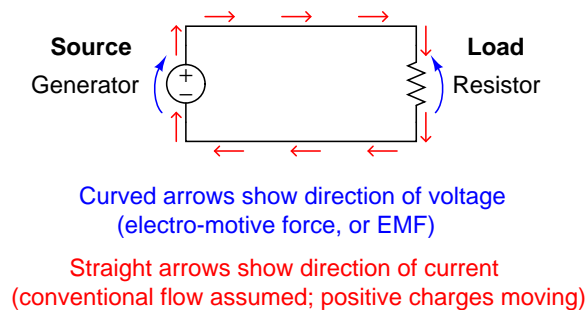 Source
Generator
+
−
Load
Resistor
Curved arrows show direction of voltage
(electro-motive force, or EMF)
Straight arrows show direction of current
(conventional flow assumed; positive charges moving)